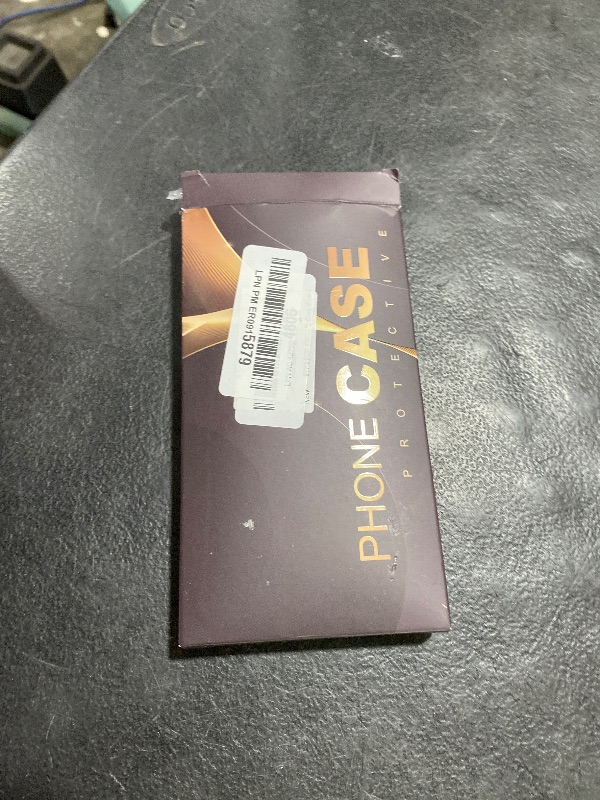 PHONE CASE
PROTECTIVE
LPN PM ER0915879